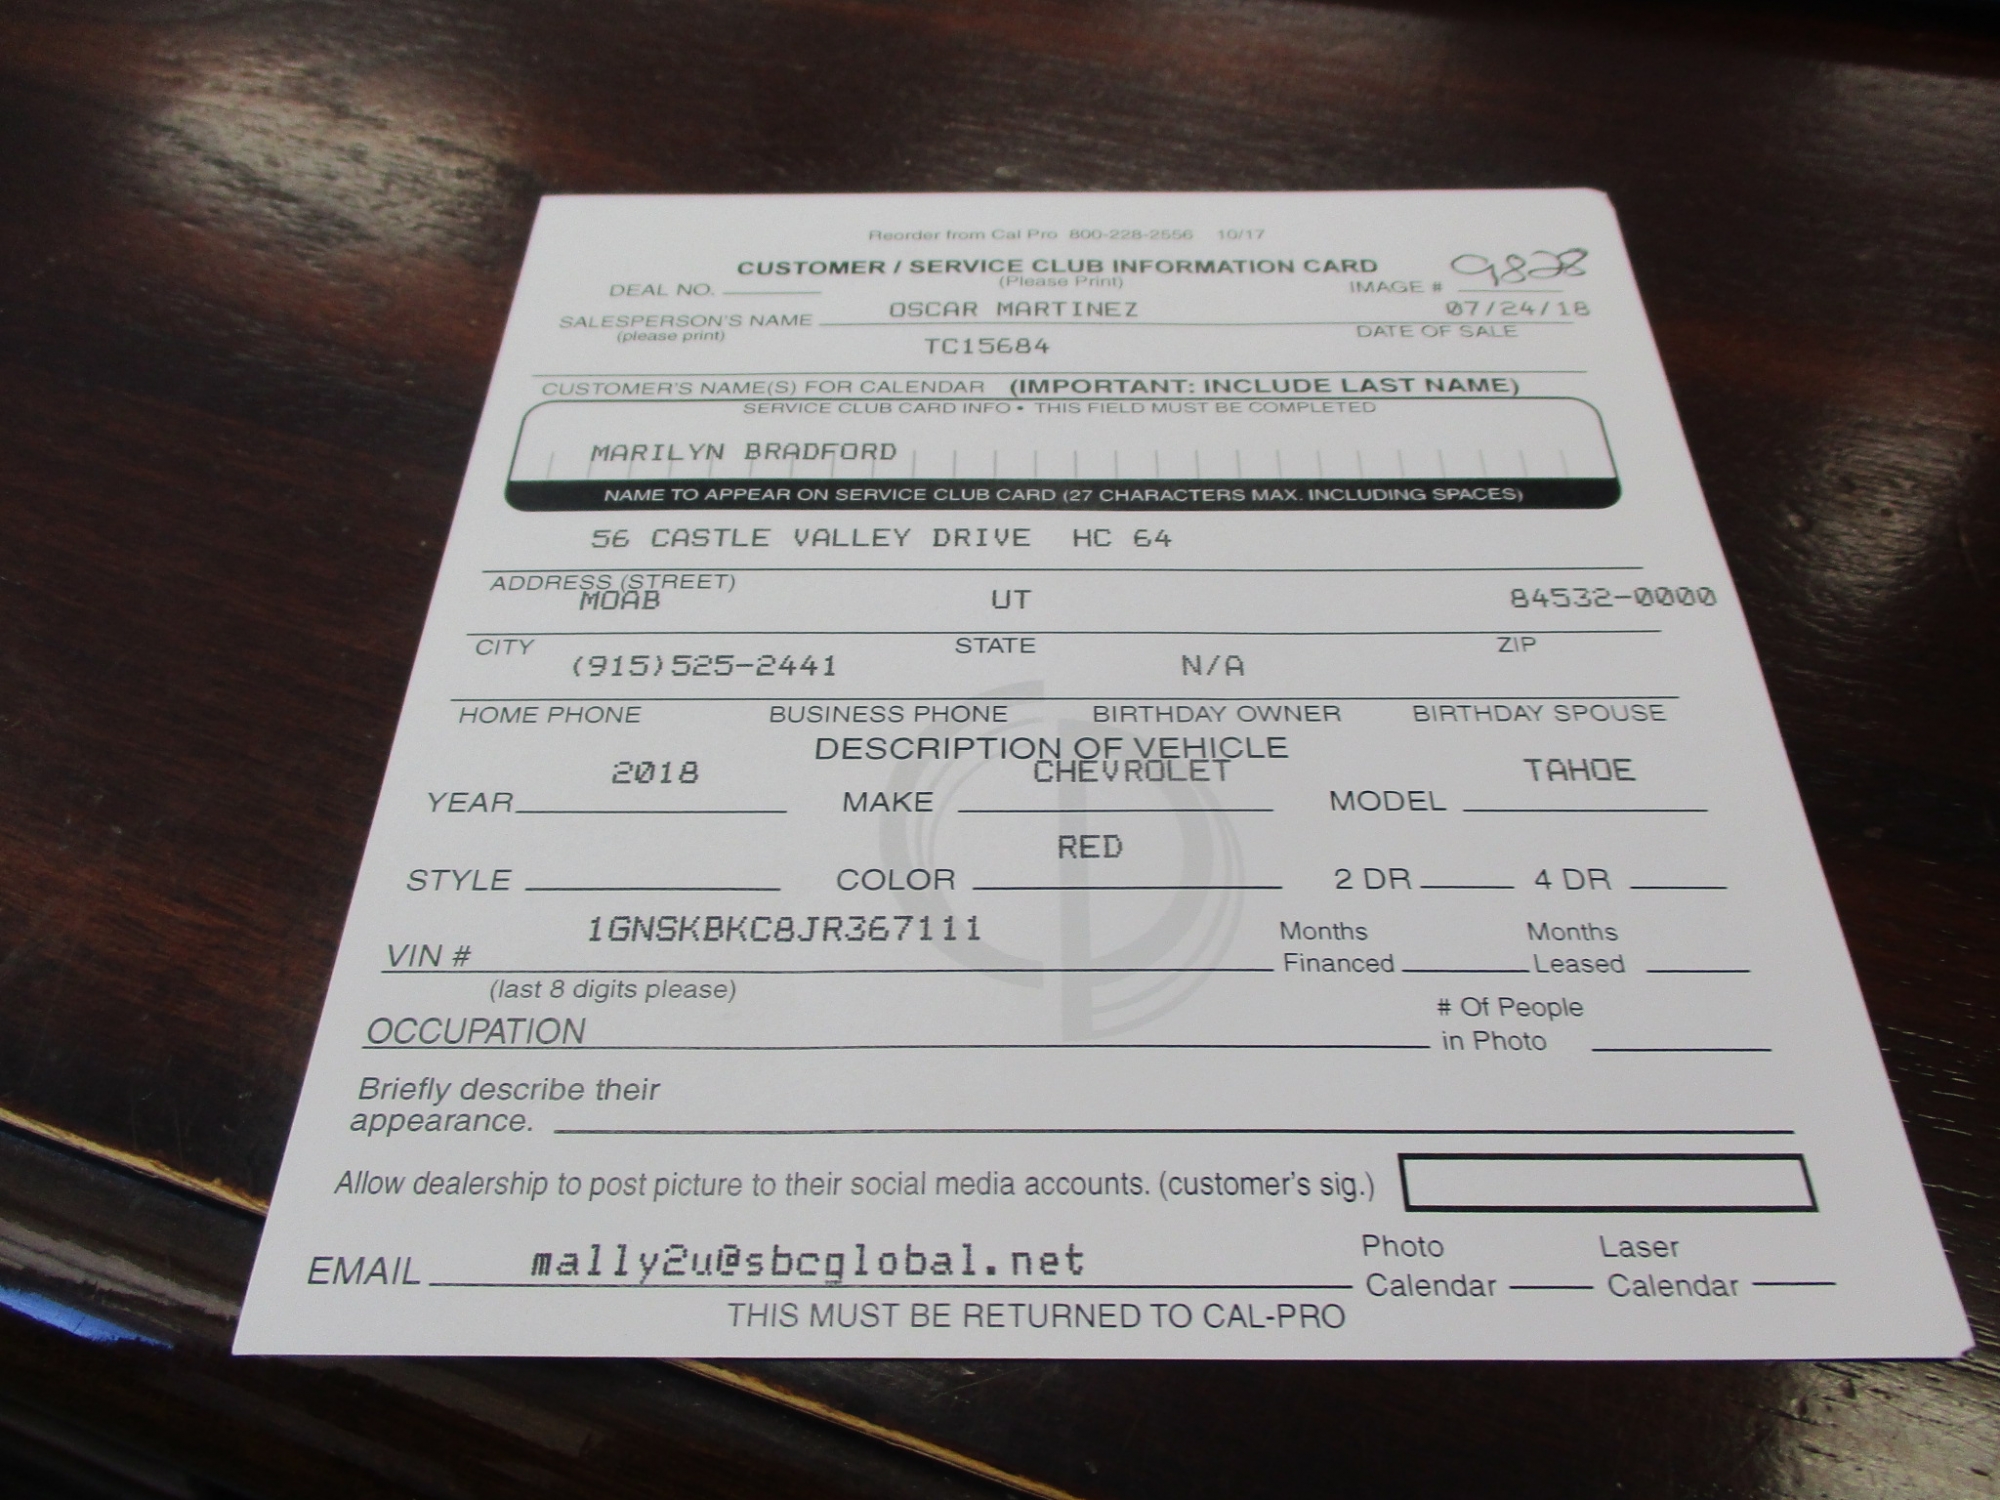 Reorder from Cal Pro 800-228-2556 10/17
CUSTOMER / SERVICE CLUB INFORMATION CARD
(Please Print)
DEAL NO. IMAGE # 9828
SALESPERSON'S NAME OSCAR MARTINEZ 07/24/18
(please print) DATE OF SALE
TC15684
CUSTOMER'S NAME(S) FOR CALENDAR (IMPORTANT: INCLUDE LAST NAME)
SERVICE CLUB CARD INFO • THIS FIELD MUST BE COMPLETED
MARILYN BRADFORD
NAME TO APPEAR ON SERVICE CLUB CARD (27 CHARACTERS MAX. INCLUDING SPACES)
56 CASTLE VALLEY DRIVE HC 64
ADDRESS (STREET)
MOAB UT 84532-0000
CITY STATE ZIP
(915)525-2441 N/A
HOME PHONE BUSINESS PHONE BIRTHDAY OWNER BIRTHDAY SPOUSE
DESCRIPTION OF VEHICLE
2018 CHEVROLET TAHOE
YEAR MAKE MODEL
RED
STYLE COLOR 2 DR 4 DR
1GNSKBKC8JR367111
VIN # Months Financed Months Leased
(last 8 digits please)
OCCUPATION # Of People in Photo
Briefly describe their
appearance.
Allow dealership to post picture to their social media accounts. (customer's sig.)
EMAIL mally2u@sbcglobal.net Photo Calendar Laser Calendar
THIS MUST BE RETURNED TO CAL-PRO